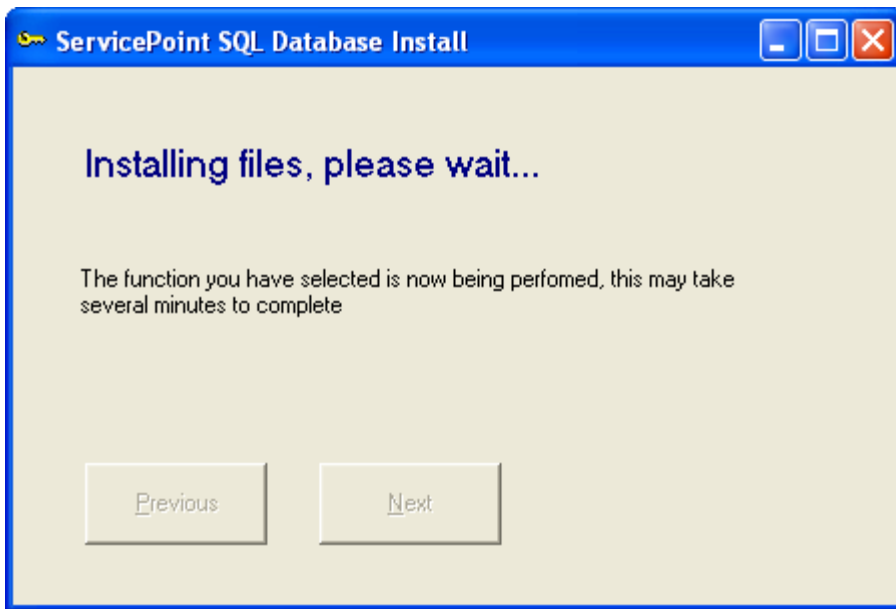 ServicePoint SQL Database Install
Installing files, please wait...
The function you have selected is now being perfomed, this may take
several minutes to complete
Previous
Next